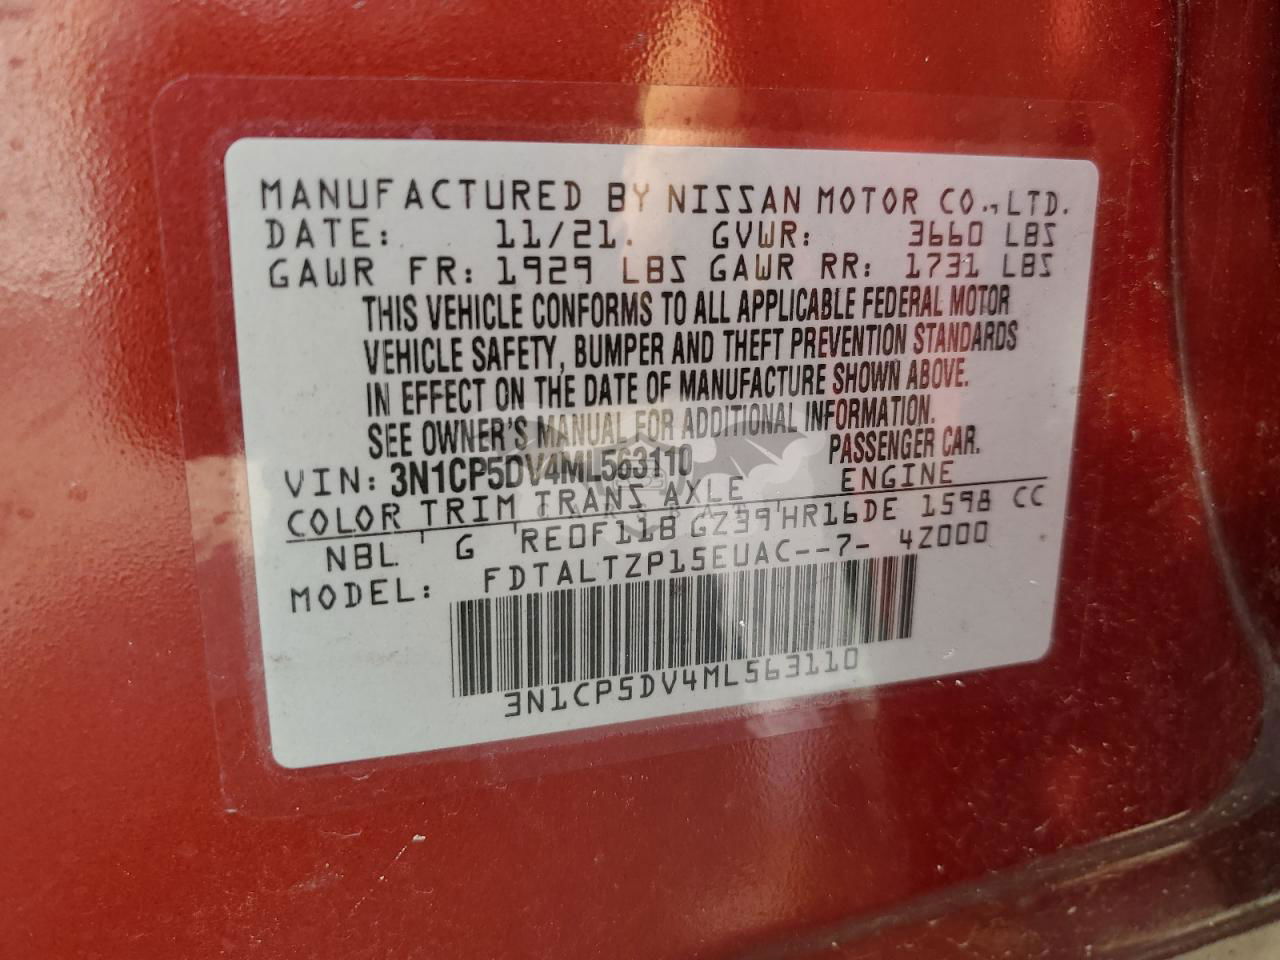 MANUFACTURED BY NISSAN MOTOR CO., LTD.
DATE: 11/21. GVWR: 3660 LBS
GAWR FR: 1929 LBS GAWR RR: 1731 LBS
THIS VEHICLE CONFORMS TO ALL APPLICABLE FEDERAL MOTOR
VEHICLE SAFETY, BUMPER AND THEFT PREVENTION STANDARDS
IN EFFECT ON THE DATE OF MANUFACTURE SHOWN ABOVE.
SEE OWNER'S MANUAL FOR ADDITIONAL INFORMATION.
VIN: 3N1CP5DV4ML563110 PASSENGER CAR.
COLOR TRIM TRANS AXLE ENGINE
NBL ' G 'RE0F11B GZ39'HR16DE 1598 CC
MODEL: FDTALTZP15EUAC--7- 4Z000
3N1CP5DV4ML563110